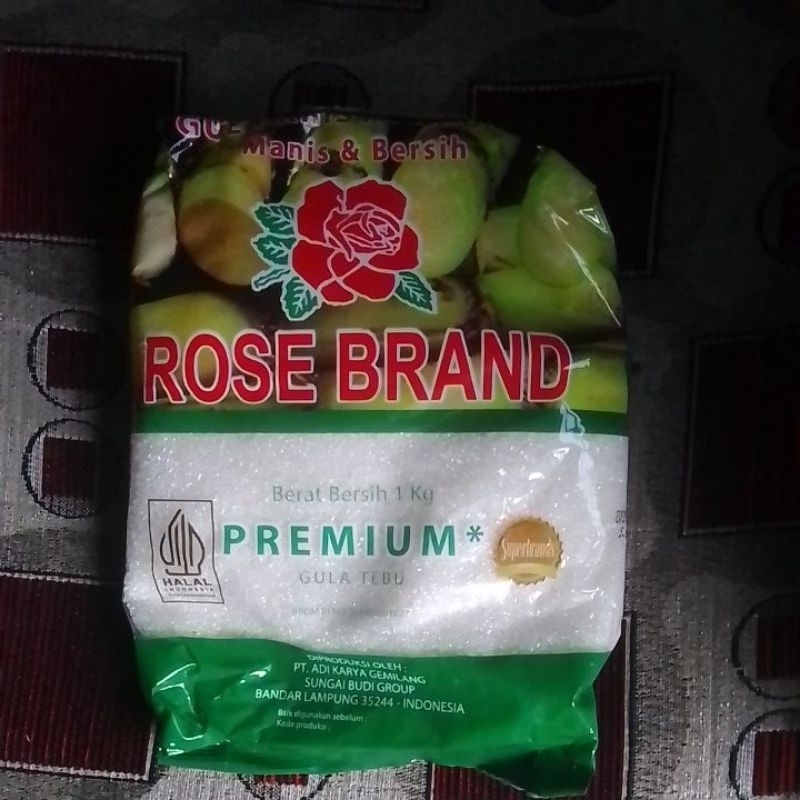 Manis & Bersih
ROSE BRAND
Berat Bersih 1 Kg
PREMIUM*
Superbrands
HALAL
INDONESIA
GULA TEBU
DIPRODUKSI OLEH :
PT. ADI KARYA GEMILANG
SUNGAI BUDI GROUP
BANDAR LAMPUNG 35244 - INDONESIA
Baik digunakan sebelum
Kode produksi :